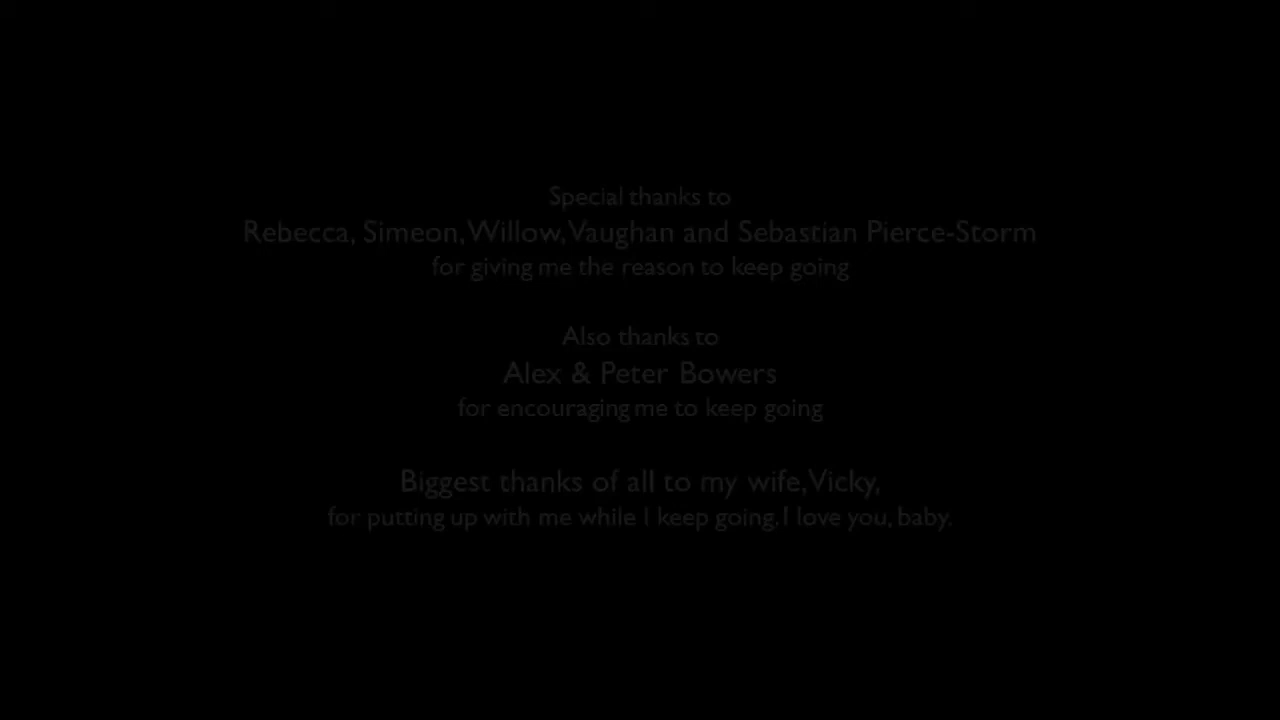 Special thanks to
Rebecca, Simeon, Willow, Vaughan and Sebastian Pierce-Storm
for giving me the reason to keep going
Also thanks to
Alex & Peter Bowers
for encouraging me to keep going
Biggest thanks of all to my wife, Vicky,
for putting up with me while I keep going. I love you, baby.